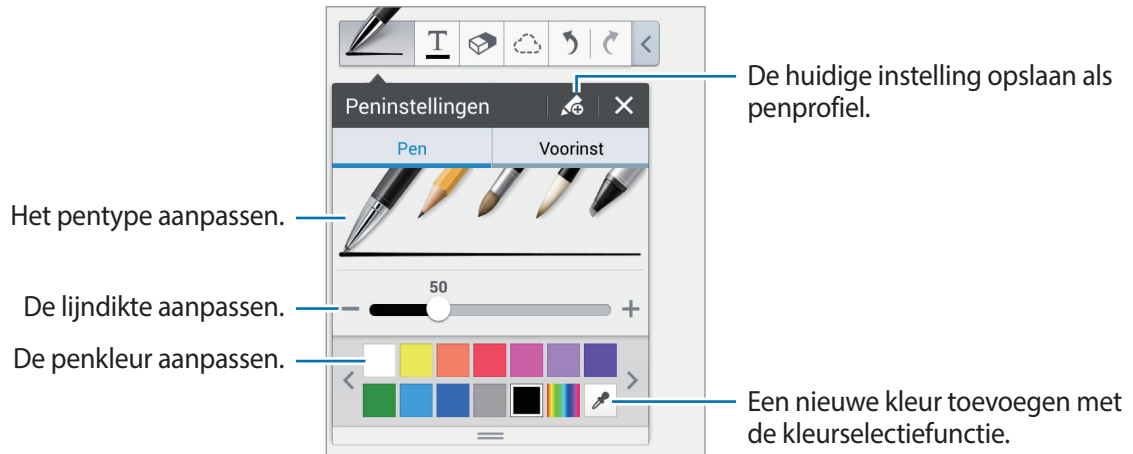 T
De huidige instelling opslaan als
penprofiel.
Peninstellingen
Pen
Voorinst
Het pentype aanpassen.
50
De lijndikte aanpassen.
De penkleur aanpassen.
Een nieuwe kleur toevoegen met
de kleurselectiefunctie.